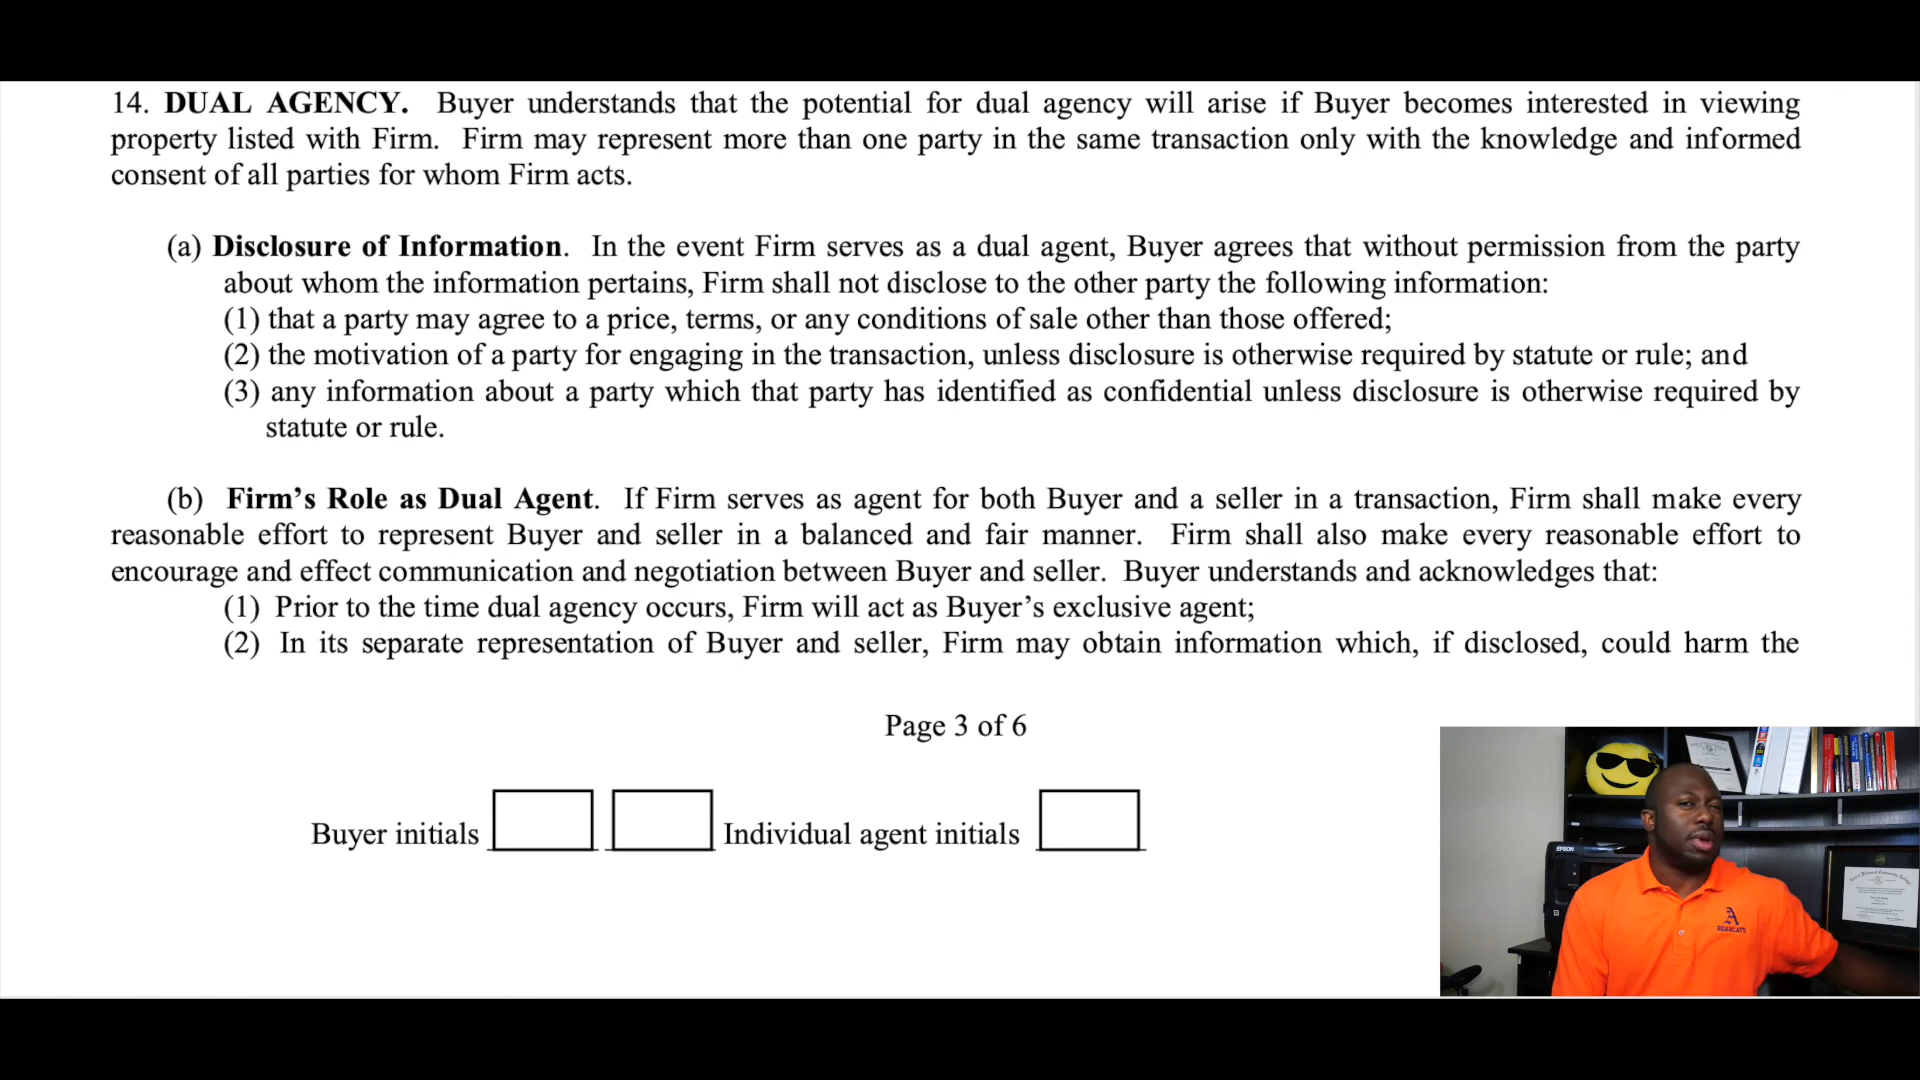 14. DUAL AGENCY. Buyer understands that the potential for dual agency will arise if Buyer becomes interested in viewing
property listed with Firm. Firm may represent more than one party in the same transaction only with the knowledge and informed
consent of all parties for whom Firm acts.
(a) Disclosure of Information. In the event Firm serves as a dual agent, Buyer agrees that without permission from the party
about whom the information pertains, Firm shall not disclose to the other party the following information:
(1) that a party may agree to a price, terms, or any conditions of sale other than those offered;
(2) the motivation of a party for engaging in the transaction, unless disclosure is otherwise required by statute or rule; and
(3) any information about a party which that party has identified as confidential unless disclosure is otherwise required by
statute or rule.
(b) Firm's Role as Dual Agent. If Firm serves as agent for both Buyer and a seller in a transaction, Firm shall make every
reasonable effort to represent Buyer and seller in a balanced and fair manner. Firm shall also make every reasonable effort to
encourage and effect communication and negotiation between Buyer and seller. Buyer understands and acknowledges that:
(1) Prior to the time dual agency occurs, Firm will act as Buyer's exclusive agent;
(2) In its separate representation of Buyer and seller, Firm may obtain information which, if disclosed, could harm the
Page 3 of 6
Buyer initials Individual agent initials
EPSON
A
BEARCATS